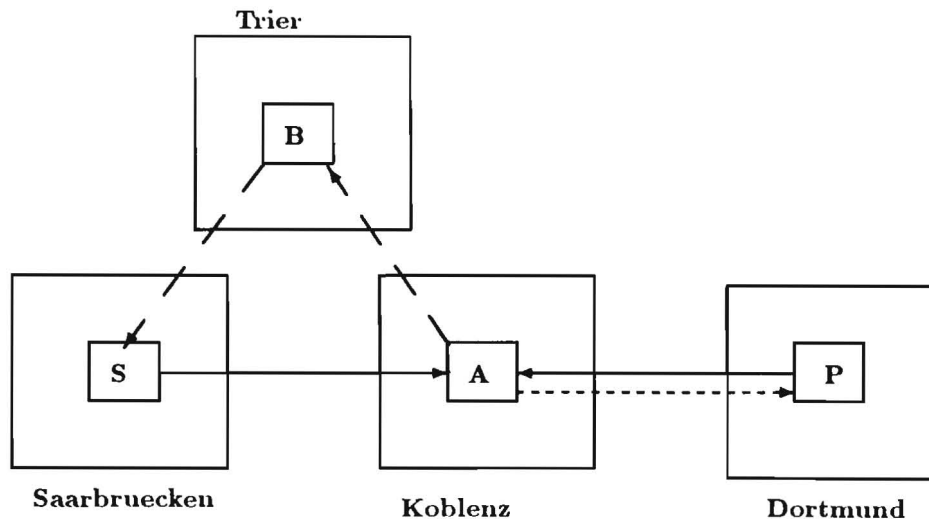 Trier
B
S
A
P
Saarbruecken
Koblenz
Dortmund